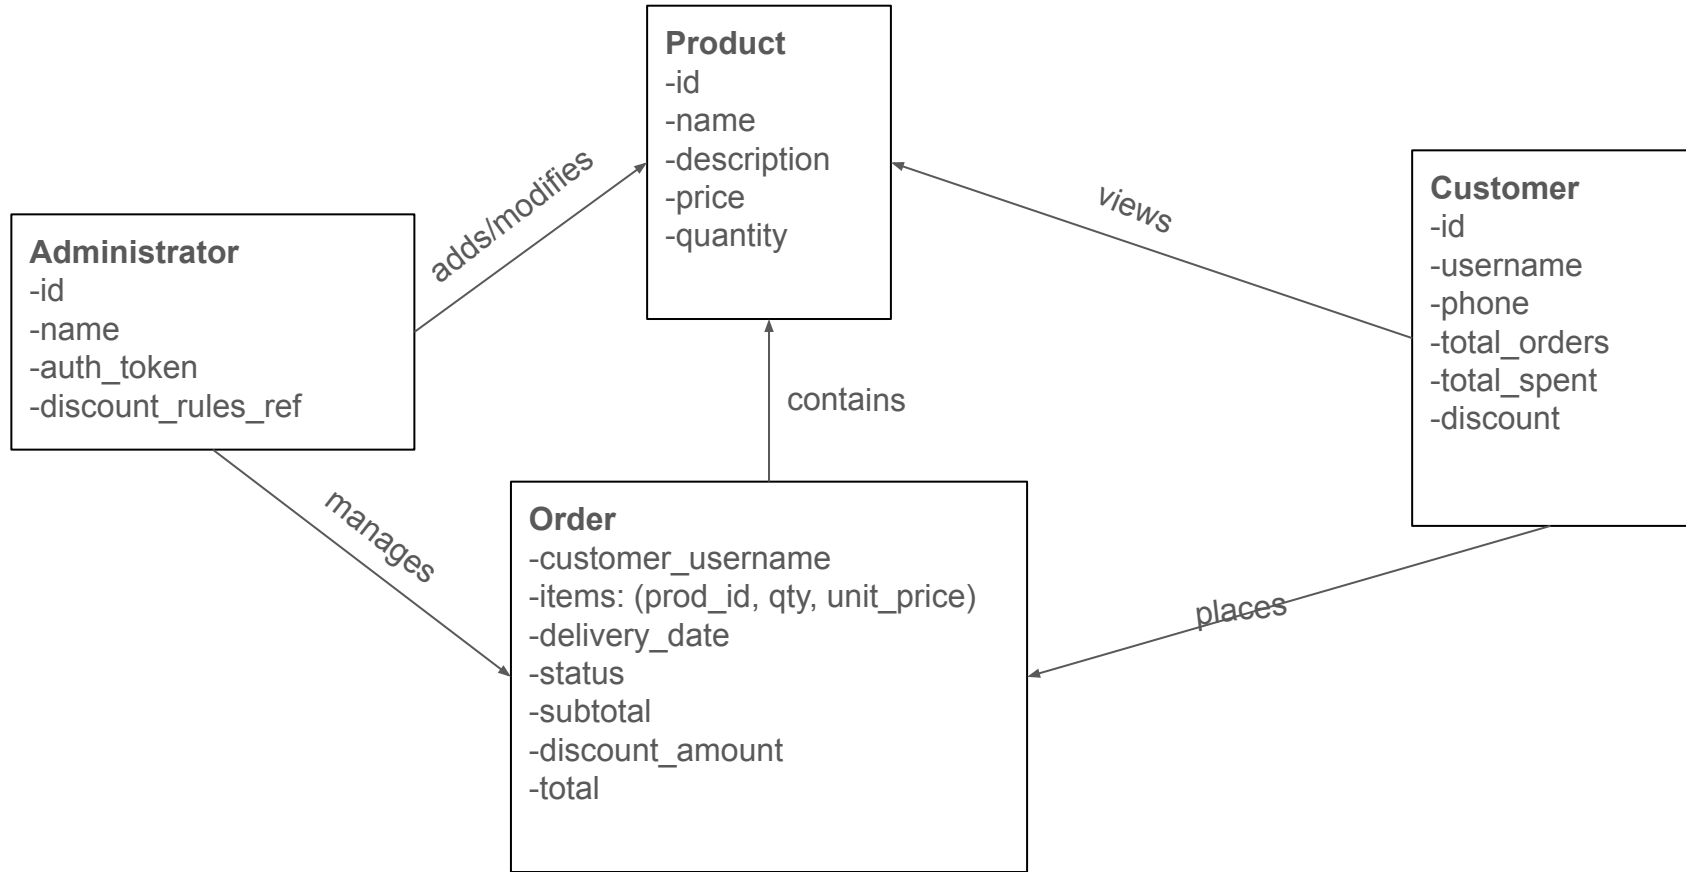 Product
-id
-name
-description
-price
-quantity
adds/modifies
views
Administrator
-id
-name
-auth_token
-discount_rules_ref
Customer
-id
-username
-phone
-total_orders
-total_spent
-discount
contains
manages
places
Order
-customer_username
-items: (prod_id, qty, unit_price)
-delivery_date
-status
-subtotal
-discount_amount
-total